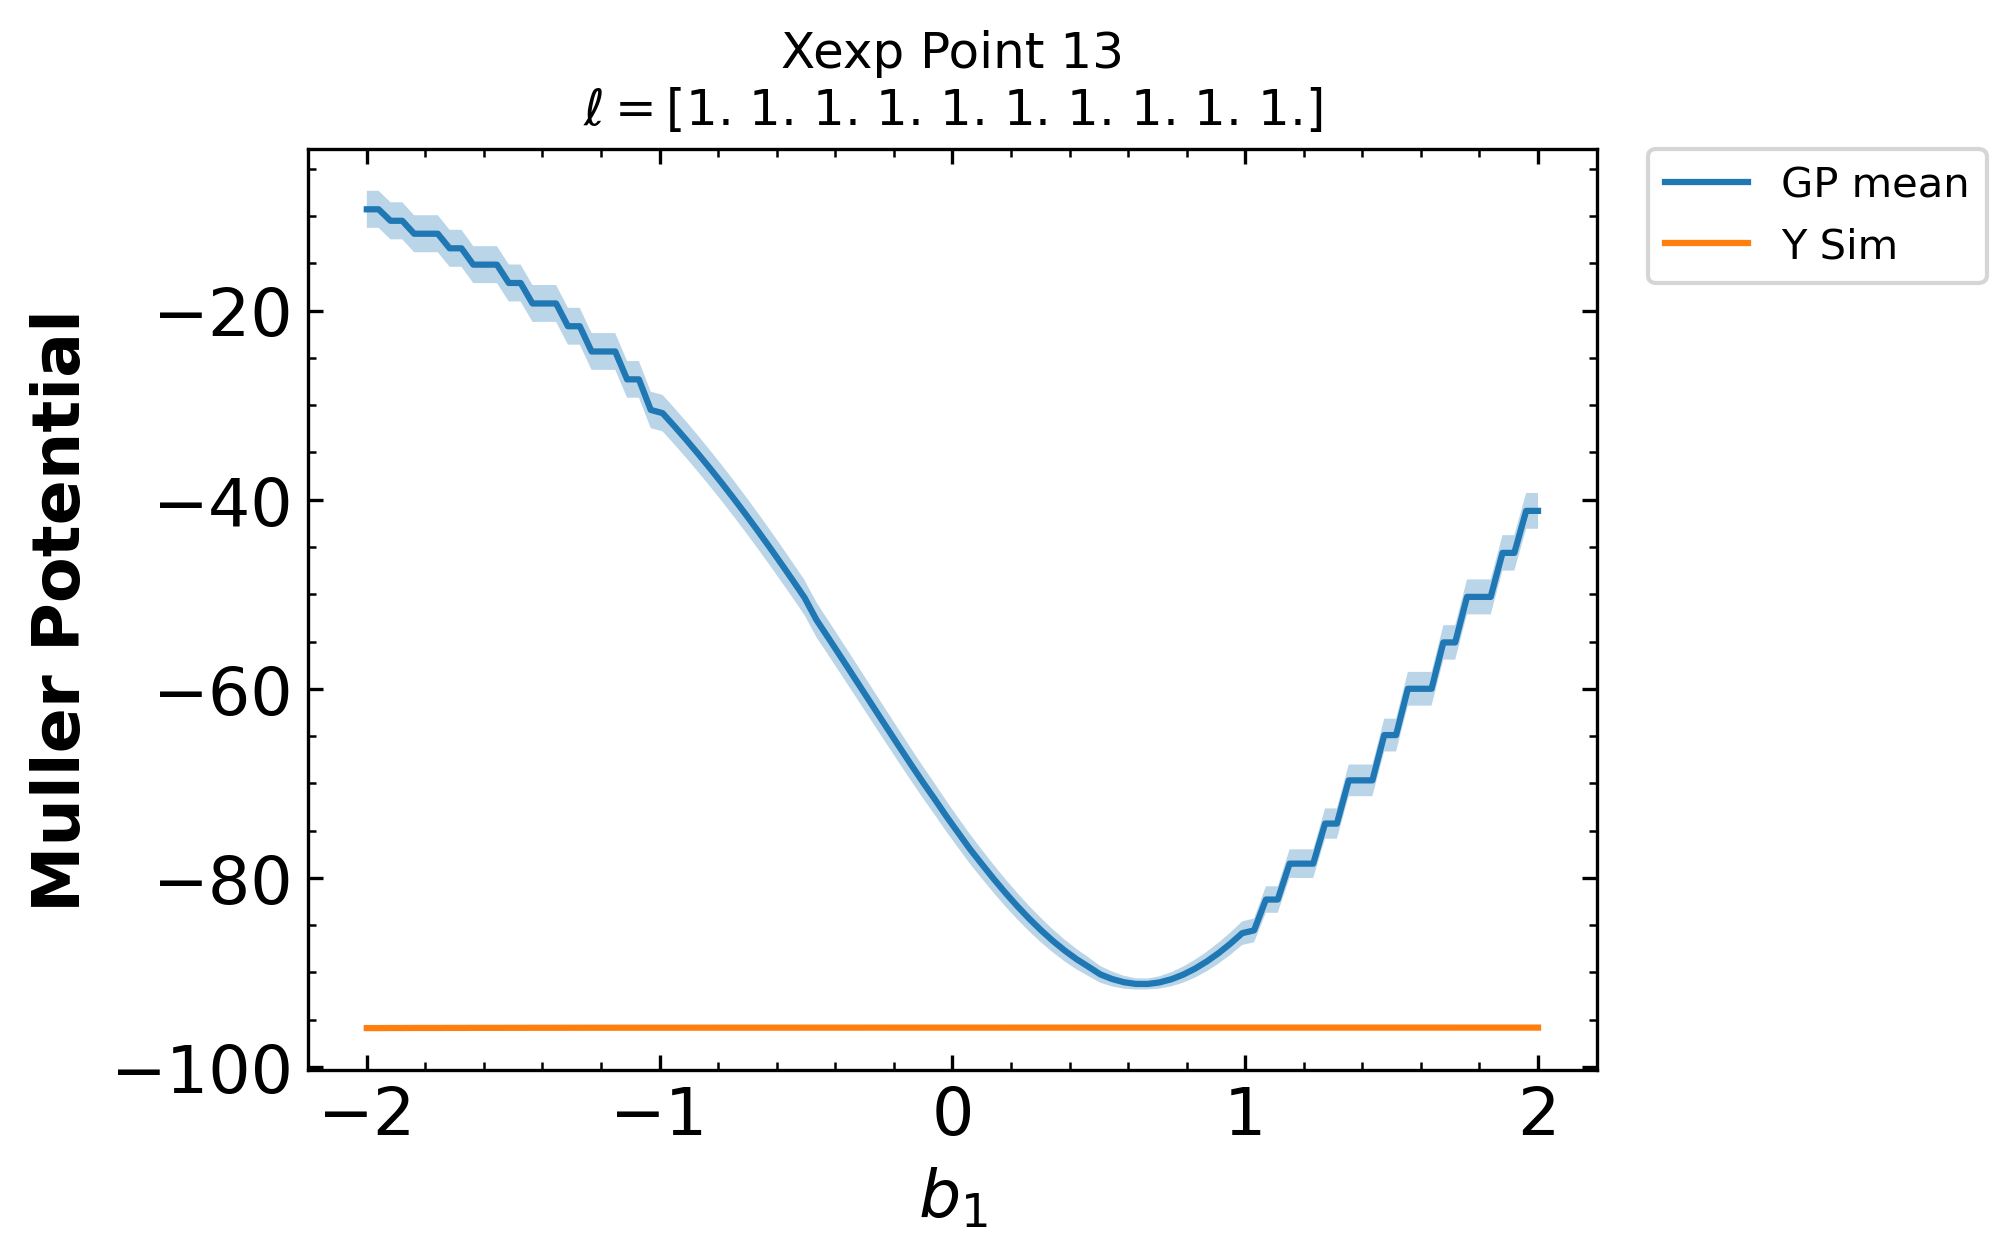 Xexp Point 13
ℓ = [1. 1. 1. 1. 1. 1. 1. 1. 1. 1.]
GP mean
Y Sim
Muller Potential
−20
−40
−60
−80
−100
−2 −1 0 1 2
b₁